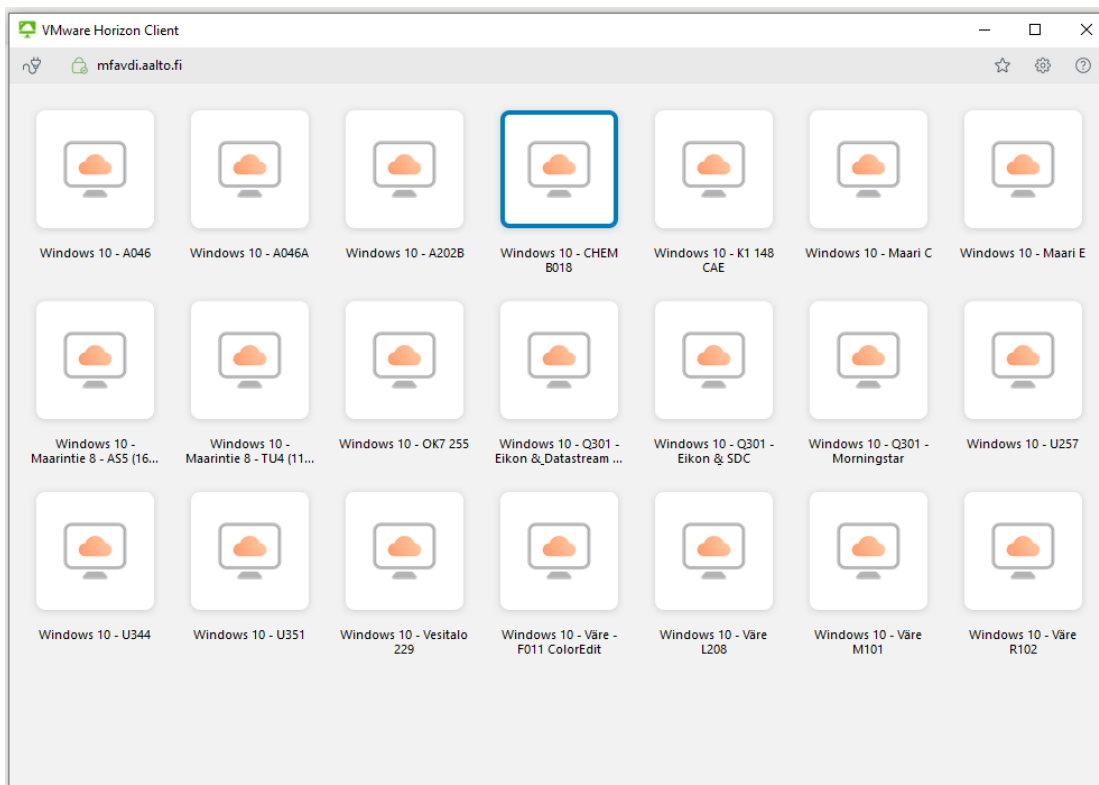 VMware Horizon Client
mfavdi.aalto.fi
Windows 10 - A046
Windows 10 - A046A
Windows 10 - A202B
Windows 10 - CHEM
B018
Windows 10 - K1 148
CAE
Windows 10 - Maari C
Windows 10 - Maari E
Windows 10 -
Maarintie 8 - AS5 (16...
Windows 10 -
Maarintie 8 - TU4 (11...
Windows 10 - OK7 255
Windows 10 - Q301 -
Eikon & Datastream ...
Windows 10 - Q301 -
Eikon & SDC
Windows 10 - Q301 -
Morningstar
Windows 10 - U257
Windows 10 - U344
Windows 10 - U351
Windows 10 - Vesitalo
229
Windows 10 - Väre -
F011 ColorEdit
Windows 10 - Väre
L208
Windows 10 - Väre
M101
Windows 10 - Väre
R102